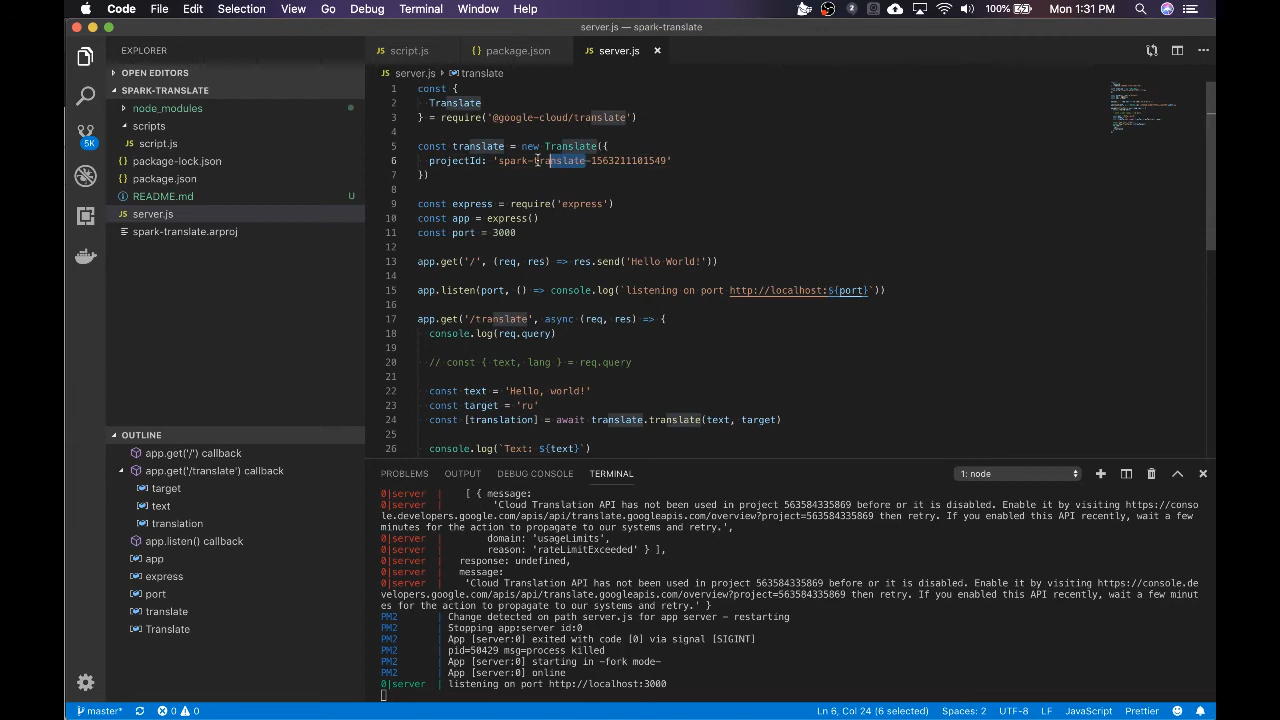 Code File Edit Selection View Go Debug Terminal Window Help 2 100% Mon 1:31 PM
server.js — spark-translate
EXPLORER
OPEN EDITORS
SPARK-TRANSLATE
node_modules
scripts
JS script.js
package-lock.json
package.json
README.md
JS server.js
spark-translate.arproj
5K
OUTLINE
app.get('/') callback
app.get('/translate') callback
target
text
translation
app.listen() callback
app
express
port
translate
Translate
JS script.js {} package.json JS server.js
JS server.js › translate
1 const {
2 Translate
3 } = require('@google-cloud/translate')
4
5 const translate = new Translate({
6 projectId: 'spark-translate-1563211101549'
7 })
8
9 const express = require('express')
10 const app = express()
11 const port = 3000
12
13 app.get('/', (req, res) => res.send('Hello World!'))
14
15 app.listen(port, () => console.log(`listening on port http://localhost:${port}`))
16
17 app.get('/translate', async (req, res) => {
18 console.log(req.query)
19
20 // const { text, lang } = req.query
21
22 const text = 'Hello, world!'
23 const target = 'ru'
24 const [translation] = await translate.translate(text, target)
25
26 console.log(`Text: ${text}`)
PROBLEMS OUTPUT DEBUG CONSOLE TERMINAL 1: node
0|server | [ { message:
0|server | 'Cloud Translation API has not been used in project 563584335869 before or it is disabled. Enable it by visiting https://conso
le.developers.google.com/apis/api/translate.googleapis.com/overview?project=563584335869 then retry. If you enabled this API recently, wait a few
minutes for the action to propagate to our systems and retry.',
0|server | domain: 'usageLimits',
0|server | reason: 'rateLimitExceeded' } ],
0|server | response: undefined,
0|server | message:
0|server | 'Cloud Translation API has not been used in project 563584335869 before or it is disabled. Enable it by visiting https://console.de
velopers.google.com/apis/api/translate.googleapis.com/overview?project=563584335869 then retry. If you enabled this API recently, wait a few minut
es for the action to propagate to our systems and retry.' }
PM2 | Change detected on path server.js for app server - restarting
PM2 | Stopping app:server id:0
PM2 | App [server:0] exited with code [0] via signal [SIGINT]
PM2 | pid=50429 msg=process killed
PM2 | App [server:0] starting in -fork mode-
PM2 | App [server:0] online
0|server | listening on port http://localhost:3000
master* 0 0 Ln 6, Col 24 (6 selected) Spaces: 2 UTF-8 LF JavaScript Prettier